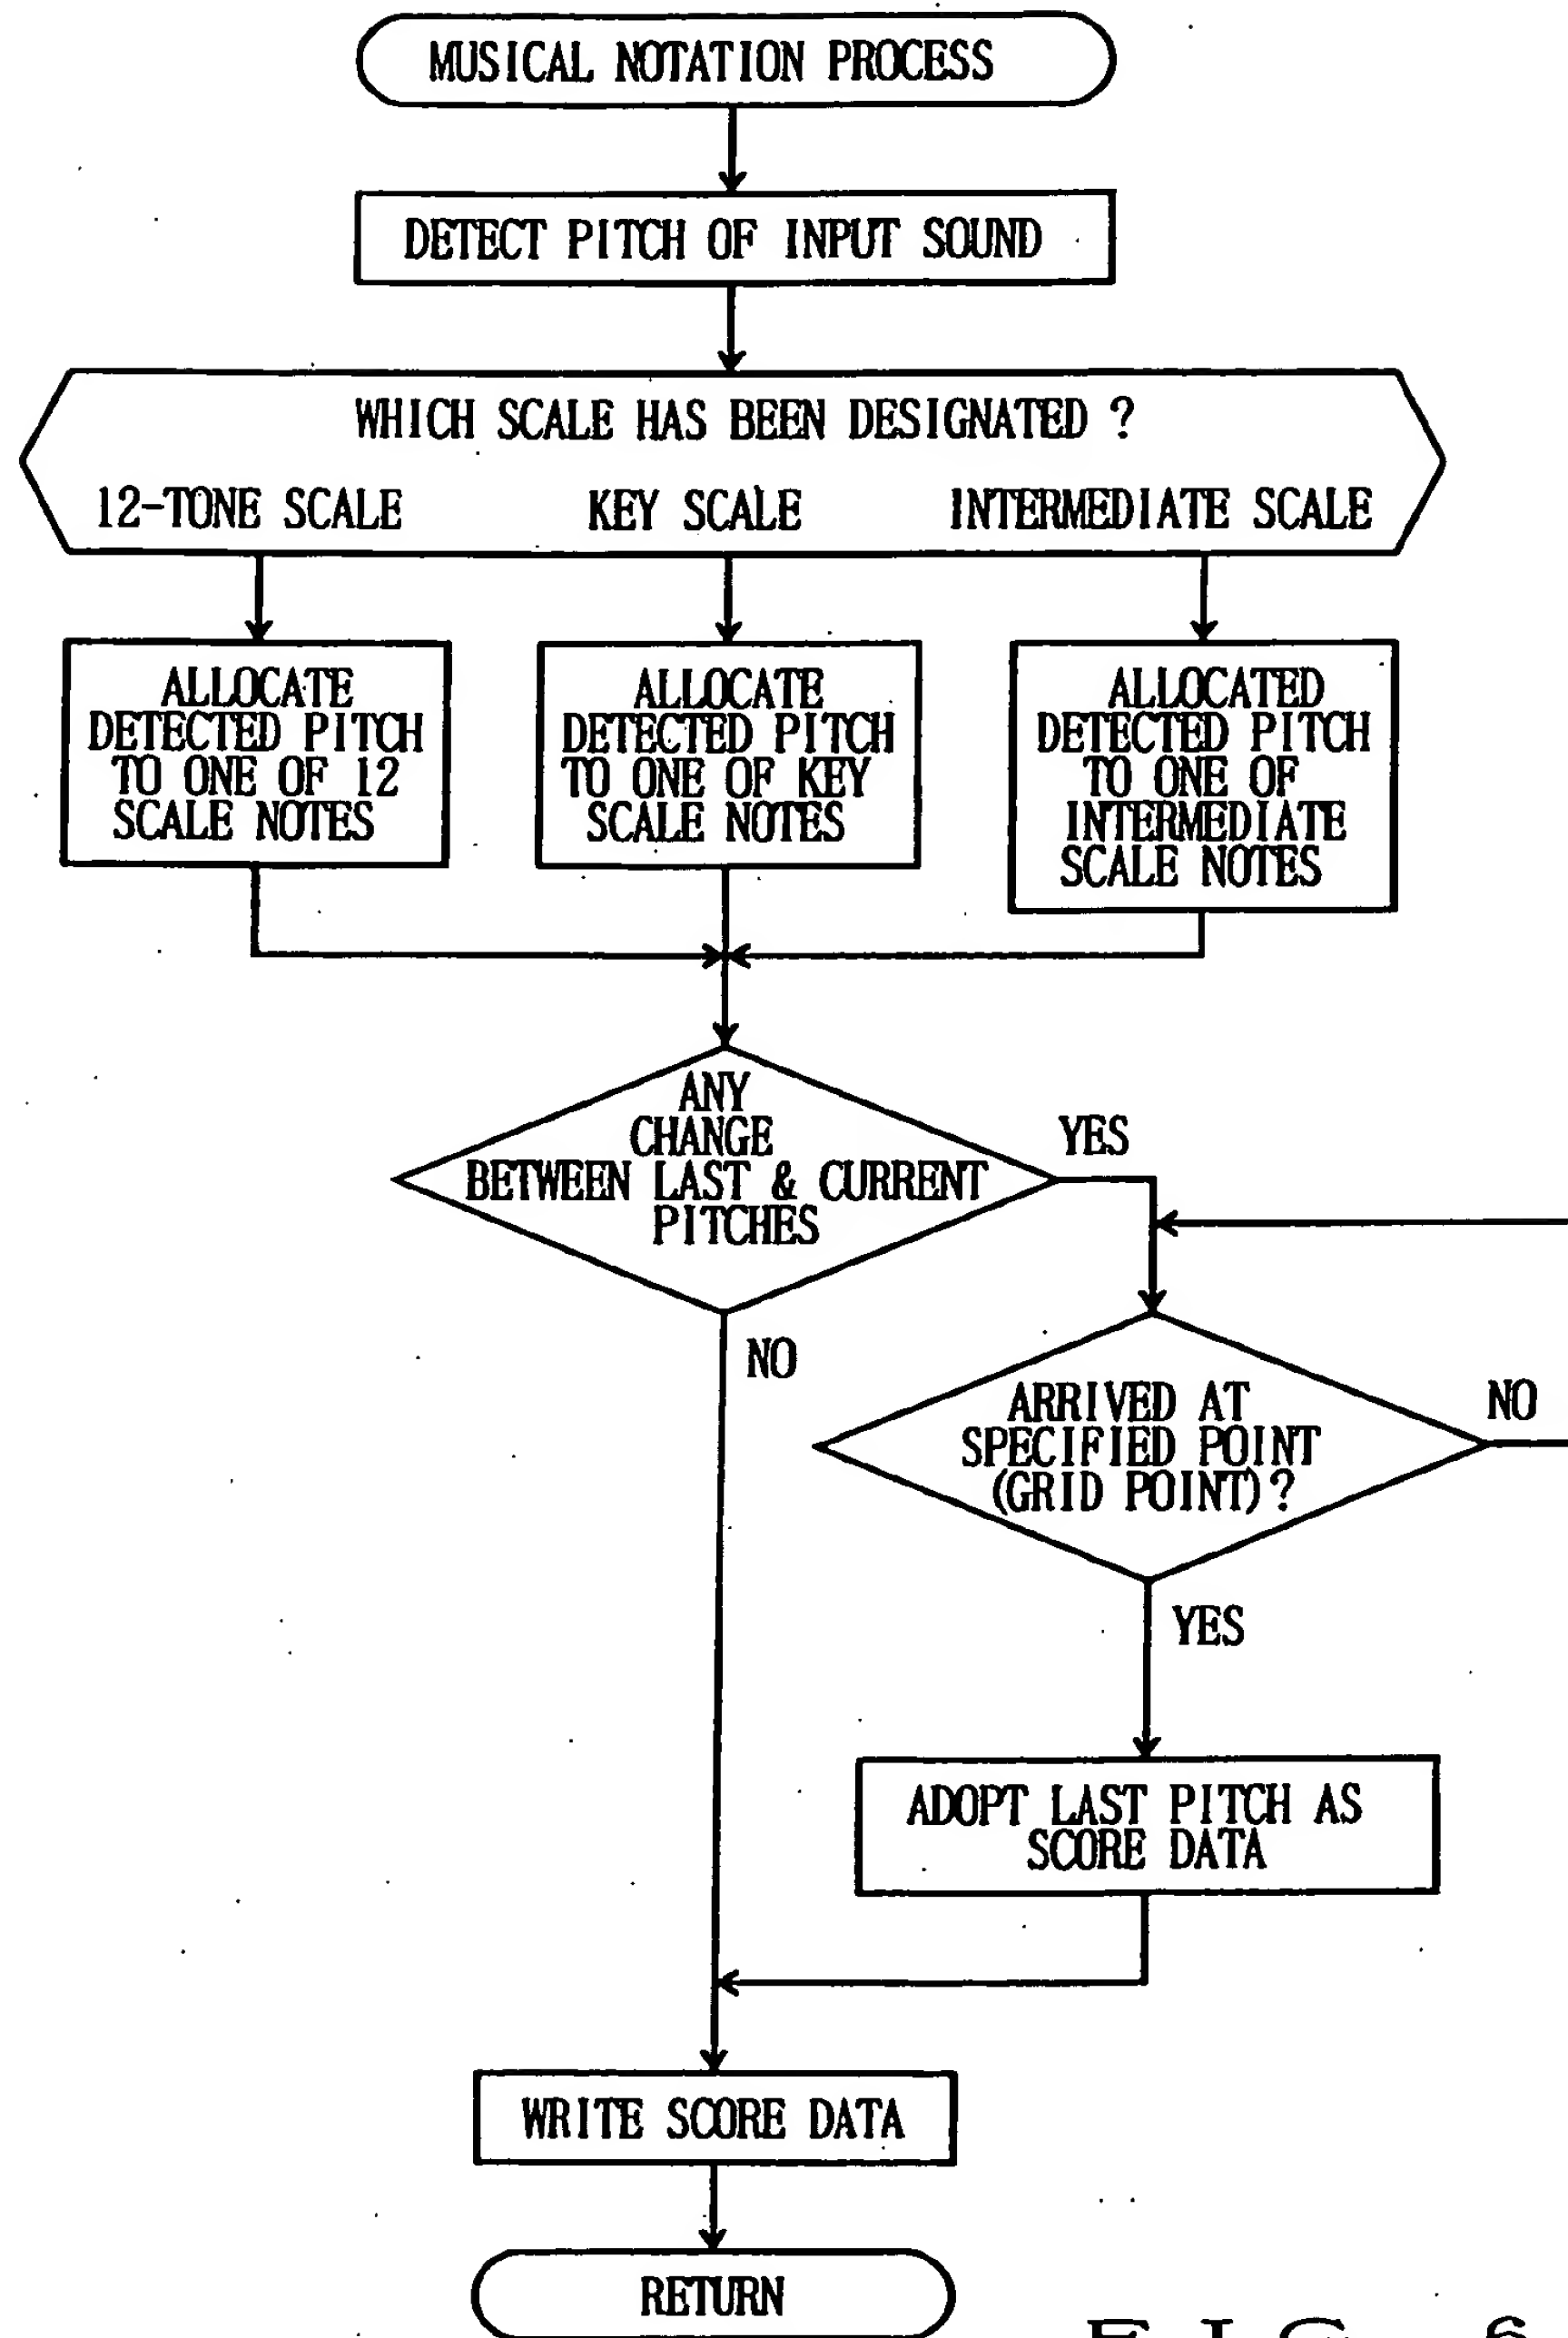 MUSICAL NOTATION PROCESS
DETECT PITCH OF INPUT SOUND
WHICH SCALE HAS BEEN DESIGNATED ?
12-TONE SCALE
KEY SCALE
INTERMEDIATE SCALE
ALLOCATE
DETECTED PITCH
TO ONE OF 12
SCALE NOTES
ALLOCATE
DETECTED PITCH
TO ONE OF KEY
SCALE NOTES
ALLOCATED
DETECTED PITCH
TO ONE OF
INTERMEDIATE
SCALE NOTES
ANY
CHANGE
BETWEEN LAST & CURRENT
PITCHES
YES
NO
ARRIVED AT
SPECIFIED POINT
(GRID POINT)?
NO
YES
ADOPT LAST PITCH AS
SCORE DATA
WRITE SCORE DATA
RETURN